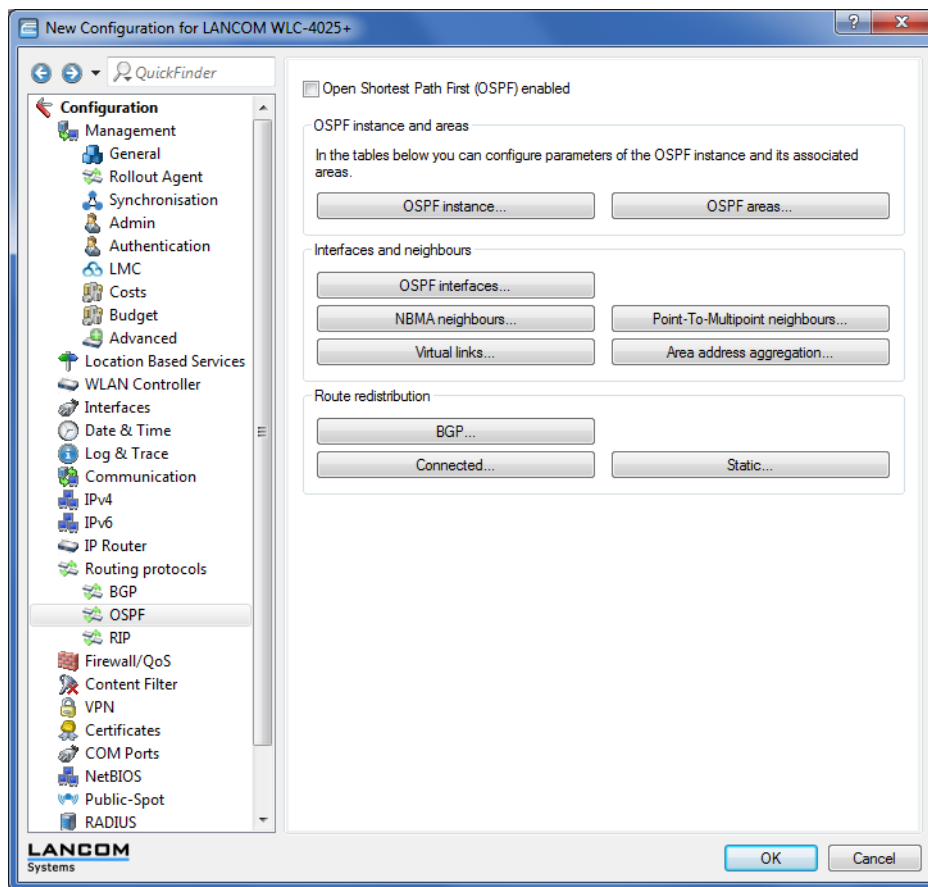 New Configuration for LANCOM WLC-4025+
?
QuickFinder
Configuration
Management
General
Rollout Agent
Synchronisation
Admin
Authentication
LMC
Costs
Budget
Advanced
Location Based Services
WLAN Controller
Interfaces
Date & Time
Log & Trace
Communication
IPv4
IPv6
IP Router
Routing protocols
BGP
OSPF
RIP
Firewall/QoS
Content Filter
VPN
Certificates
COM Ports
NetBIOS
Public-Spot
RADIUS
Open Shortest Path First (OSPF) enabled
OSPF instance and areas
In the tables below you can configure parameters of the OSPF instance and its associated
areas.
OSPF instance... OSPF areas...
Interfaces and neighbours
OSPF interfaces...
NBMA neighbours... Point-To-Multipoint neighbours...
Virtual links... Area address aggregation...
Route redistribution
BGP...
Connected... Static...
LANCOM
Systems
OK Cancel